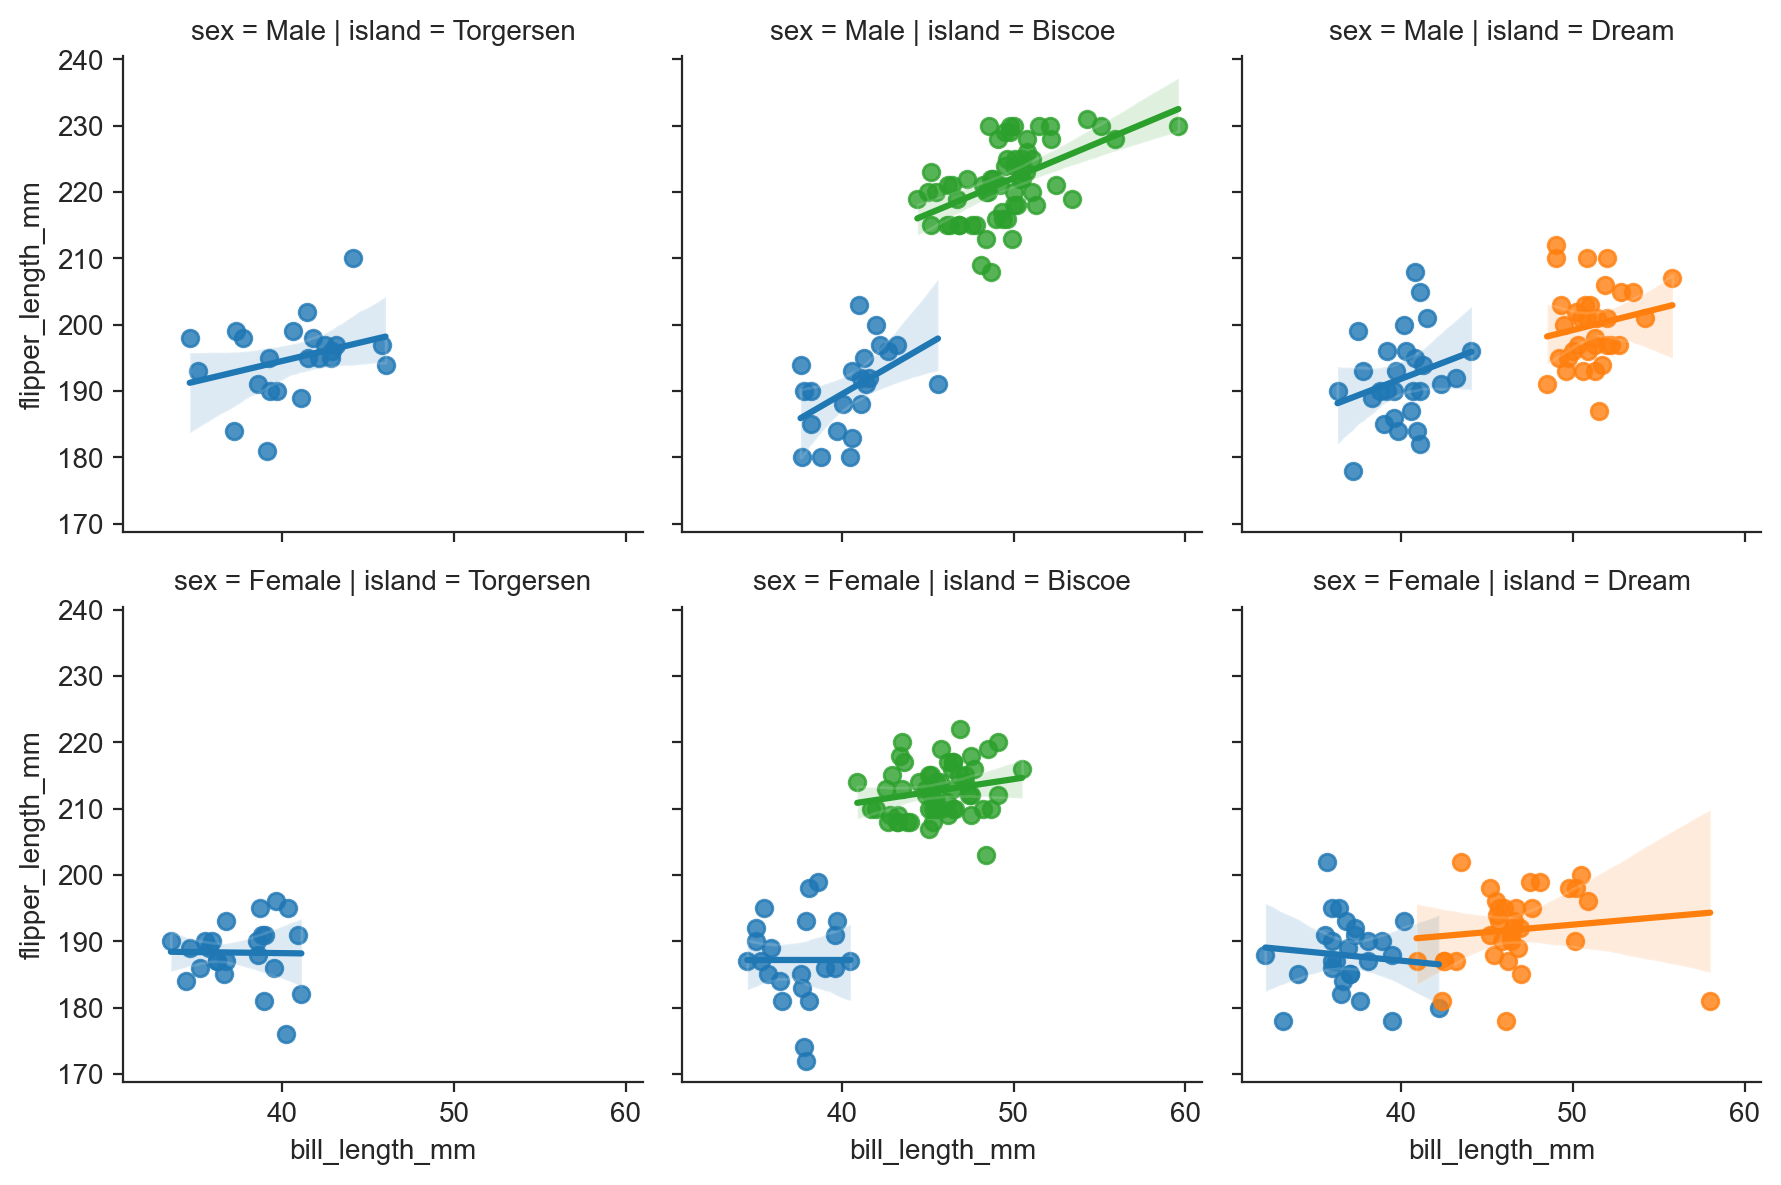 sex = Male | island = Torgersen
sex = Male | island = Biscoe
sex = Male | island = Dream
240
230
220
210
200
190
180
170
flipper_length_mm
sex = Female | island = Torgersen
sex = Female | island = Biscoe
sex = Female | island = Dream
240
230
220
210
200
190
180
170
flipper_length_mm
40 50 60
40 50 60
40 50 60
bill_length_mm
bill_length_mm
bill_length_mm